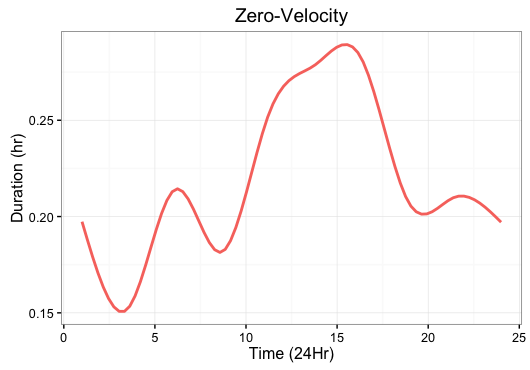 Zero-Velocity
Duration (hr)
0.25
0.20
0.15
0 5 10 15 20 25
Time (24Hr)